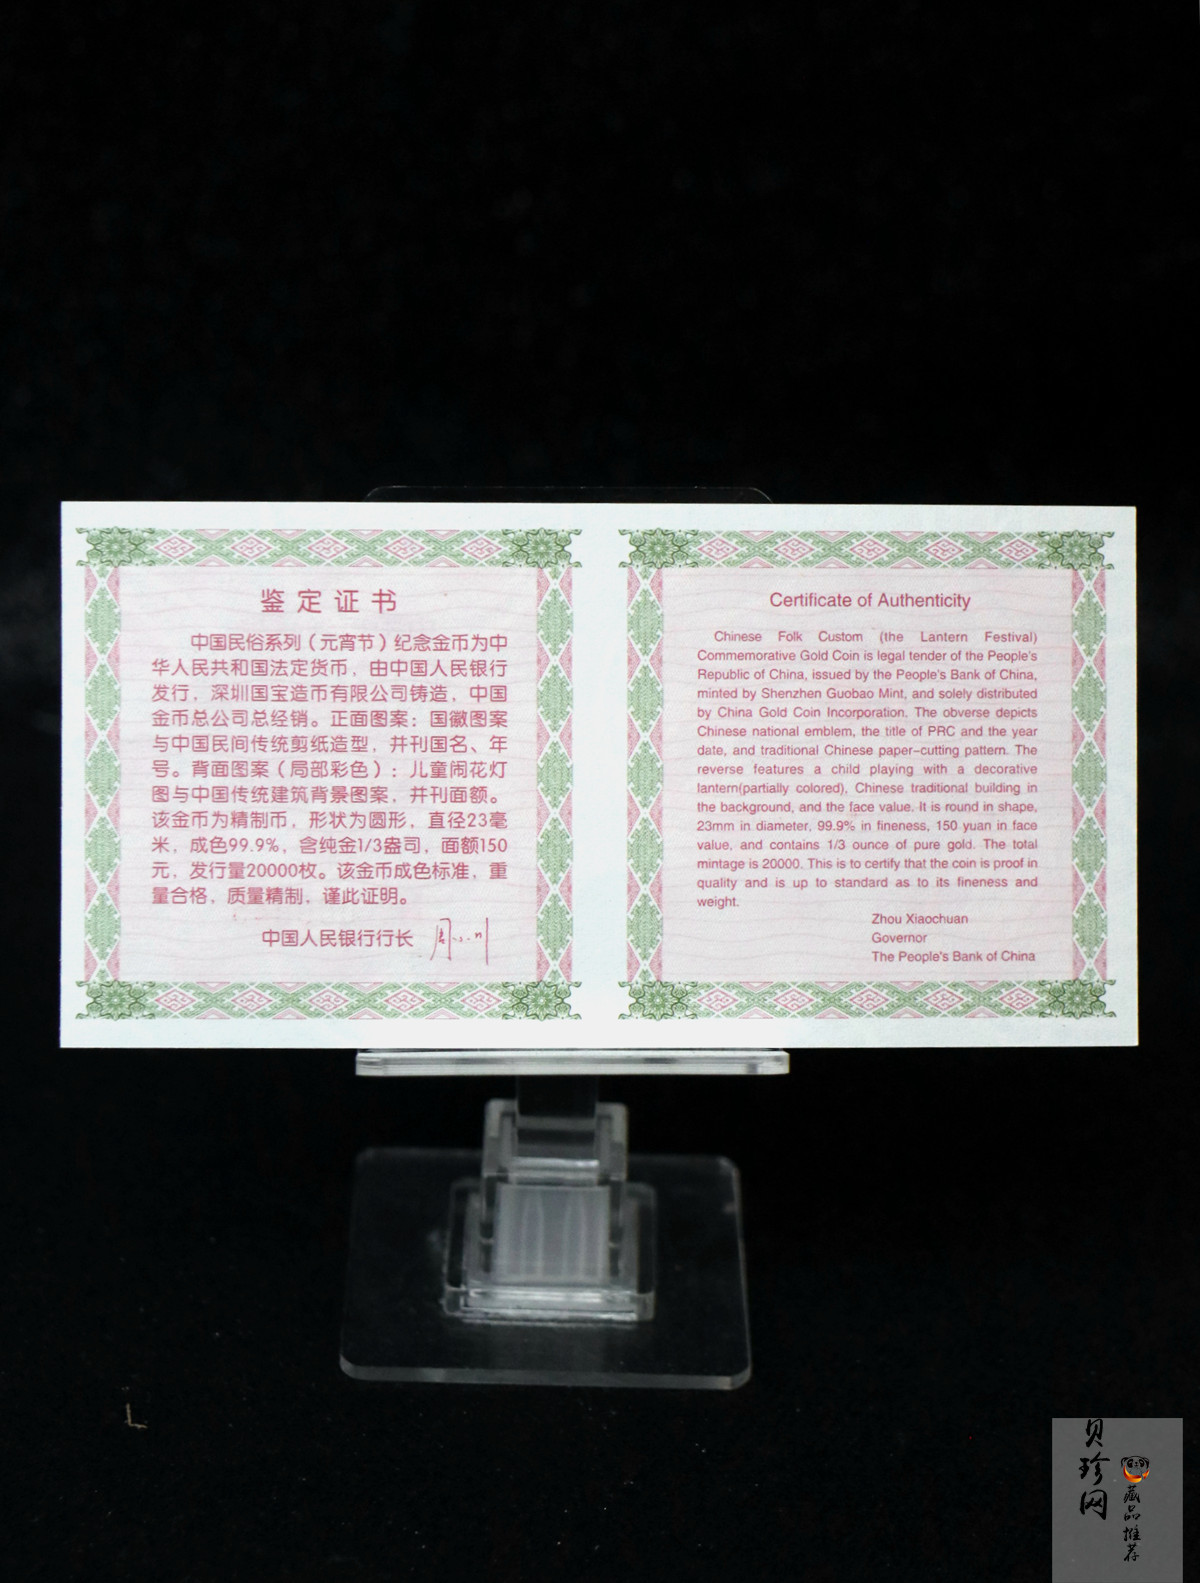 鉴定证书
中国民俗系列（元宵节）纪念金币为中
华人民共和国法定货币，由中国人民银行
发行，深圳国宝造币有限公司铸造，中国
金币总公司总经销。正面图案：国徽图案
与中国民间传统剪纸造型，并刊国名、年
号。背面图案（局部彩色）：儿童闹花灯
图与中国传统建筑背景图案，并刊面额。
该金币为精制币，形状为圆形，直径23毫
米，成色99.9%，含纯金1/3盎司，面额150
元，发行量20000枚。该金币成色标准，重
量合格，质量精制，谨此证明。
中国人民银行行长
Certificate of Authenticity
Chinese Folk Custom (the Lantern Festival)
Commemorative Gold Coin is legal tender of the People's
Republic of China, issued by the People's Bank of China,
minted by Shenzhen Guobao Mint, and solely distributed
by China Gold Coin Incorporation. The obverse depicts
Chinese national emblem, the title of PRC and the year
date, and traditional Chinese paper-cutting pattern. The
reverse features a child playing with a decorative
lantern(partially colored), Chinese traditional building in
the background, and the face value. It is round in shape,
23mm in diameter, 99.9% in fineness, 150 yuan in face
value, and contains 1/3 ounce of pure gold. The total
mintage is 20000. This is to certify that the coin is proof in
quality and is up to standard as to its fineness and
weight.
Zhou Xiaochuan
Governor
The People's Bank of China
贝珍网
藏品推荐